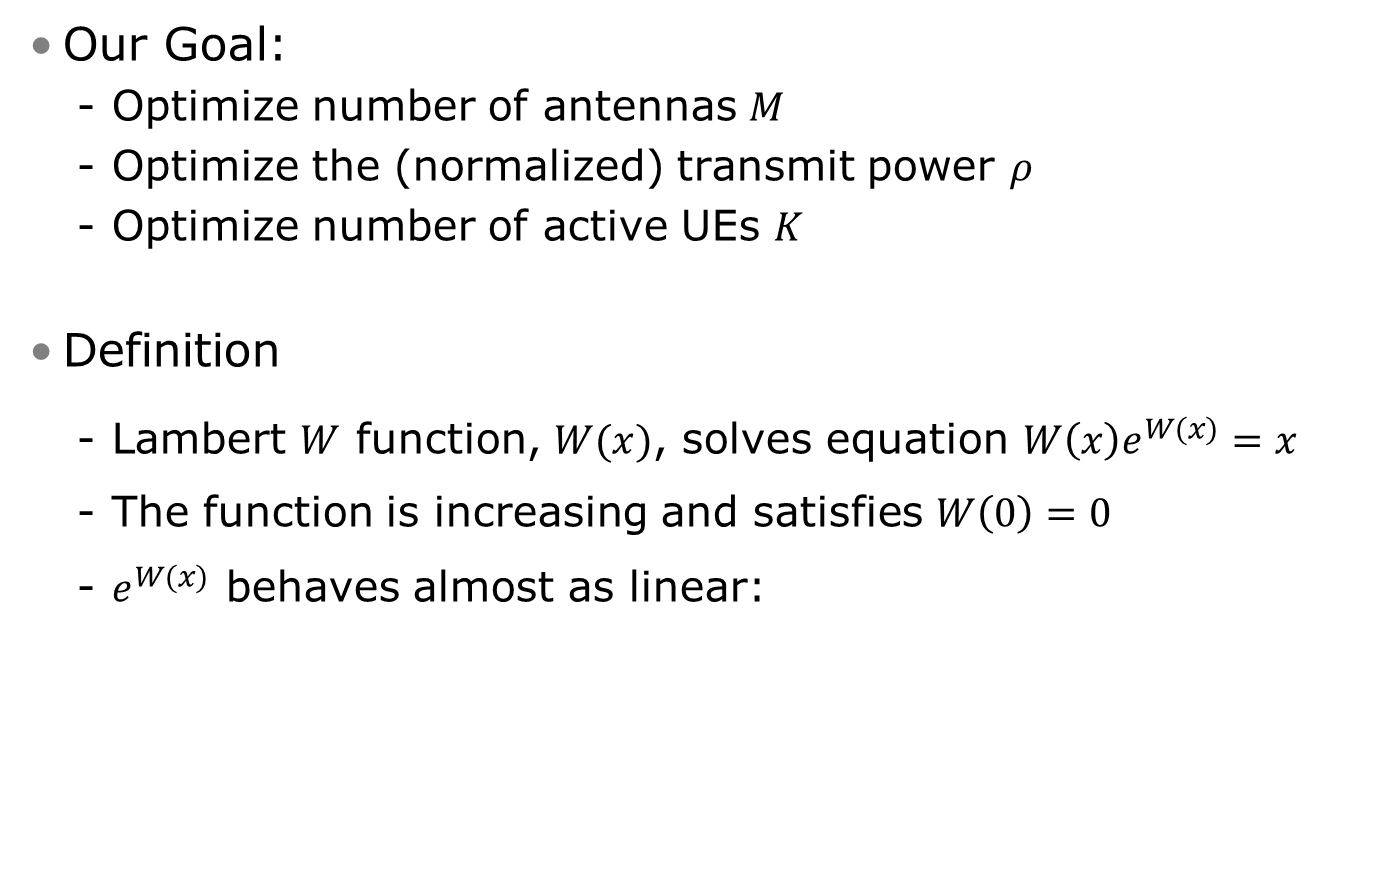 • Our Goal:
- Optimize number of antennas M
- Optimize the (normalized) transmit power ρ
- Optimize number of active UEs K
• Definition
- Lambert W function, W(x), solves equation W(x)e^{W(x)} = x
- The function is increasing and satisfies W(0) = 0
- e^{W(x)} behaves almost as linear: